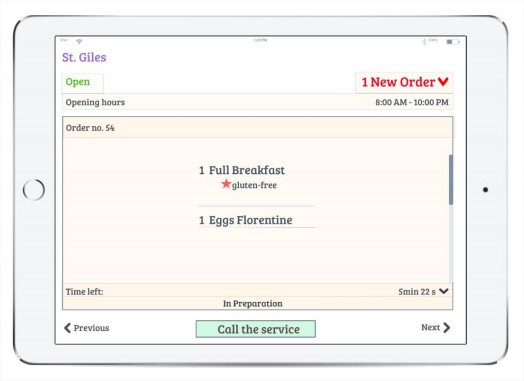 St. Giles
Open
1 New Order
Opening hours
8:00 AM - 10:00 PM
Order no. 54
1 Full Breakfast
gluten-free
1 Eggs Florentine
Time left:
5min 22 s
In Preparation
Previous
Call the service
Next